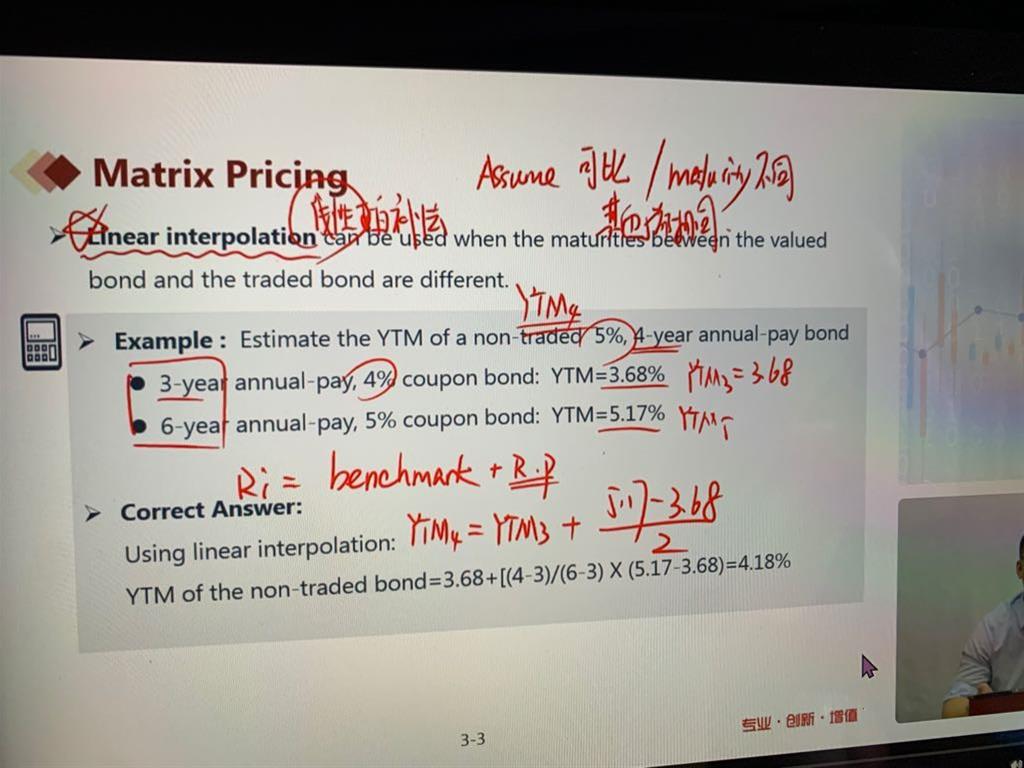 Matrix Pricing
Assume 可比 / maturity 不同
线性
其他
Linear interpolation can be used when the maturities between the valued
bond and the traded bond are different.
YTM4
Example : Estimate the YTM of a non-traded 5%, 4-year annual-pay bond
3-year annual-pay, 4% coupon bond: YTM=3.68% YTM3=3.68
6-year annual-pay, 5% coupon bond: YTM=5.17% YTM
Ri = benchmark + R.P
Correct Answer:
5.17-3.68
Using linear interpolation: YTM4 = YTM3 +
2
YTM of the non-traded bond=3.68+[(4-3)/(6-3) X (5.17-3.68)=4.18%
专业·创新·增值
3-3